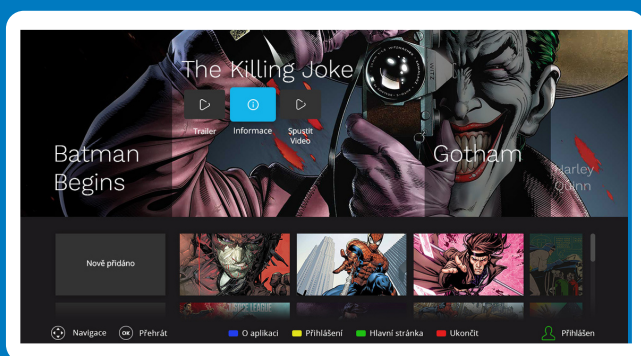 The Killing Joke
Trailer
Informace
Spustit
Video
Batman
Begins
Gotham
Harley
Quinn
Nově přidáno
Navigace
OK
Přehrát
O aplikaci
Přihlášení
Hlavní stránka
Ukončit
Přihlášen